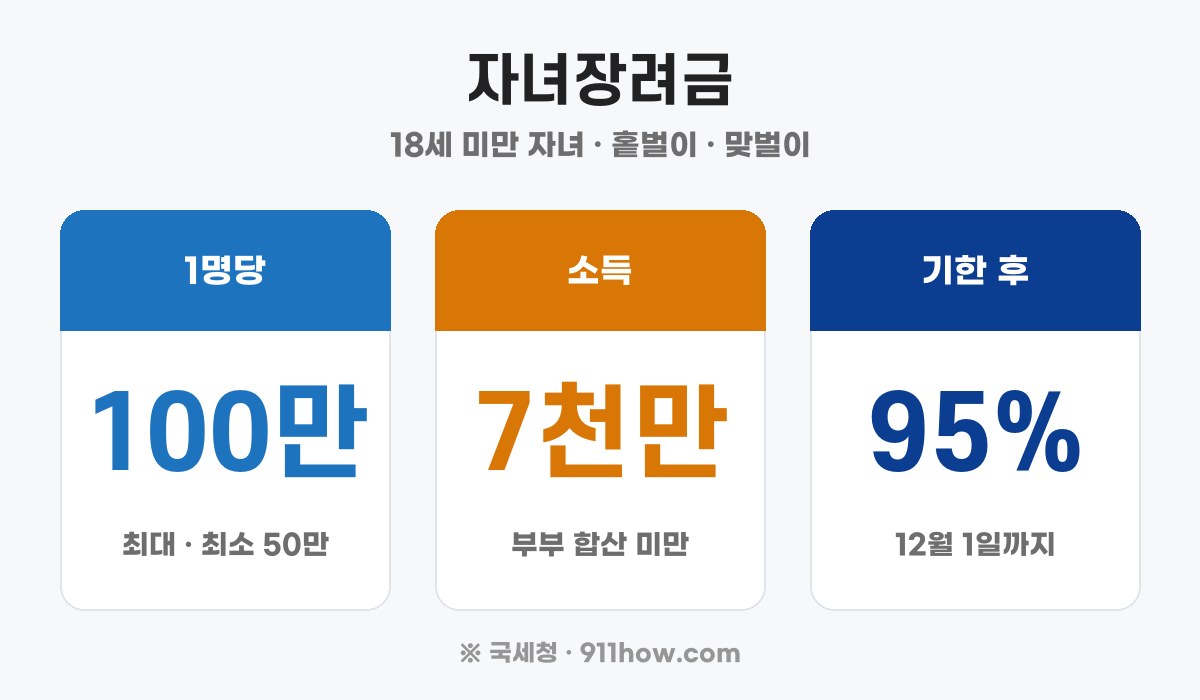 자녀장려금
18세 미만 자녀 · 홑벌이 · 맞벌이
1명당
100만
최대 · 최소 50만
소득
7천만
부부 합산 미만
기한 후
95%
12월 1일까지
※ 국세청 · 911how.com